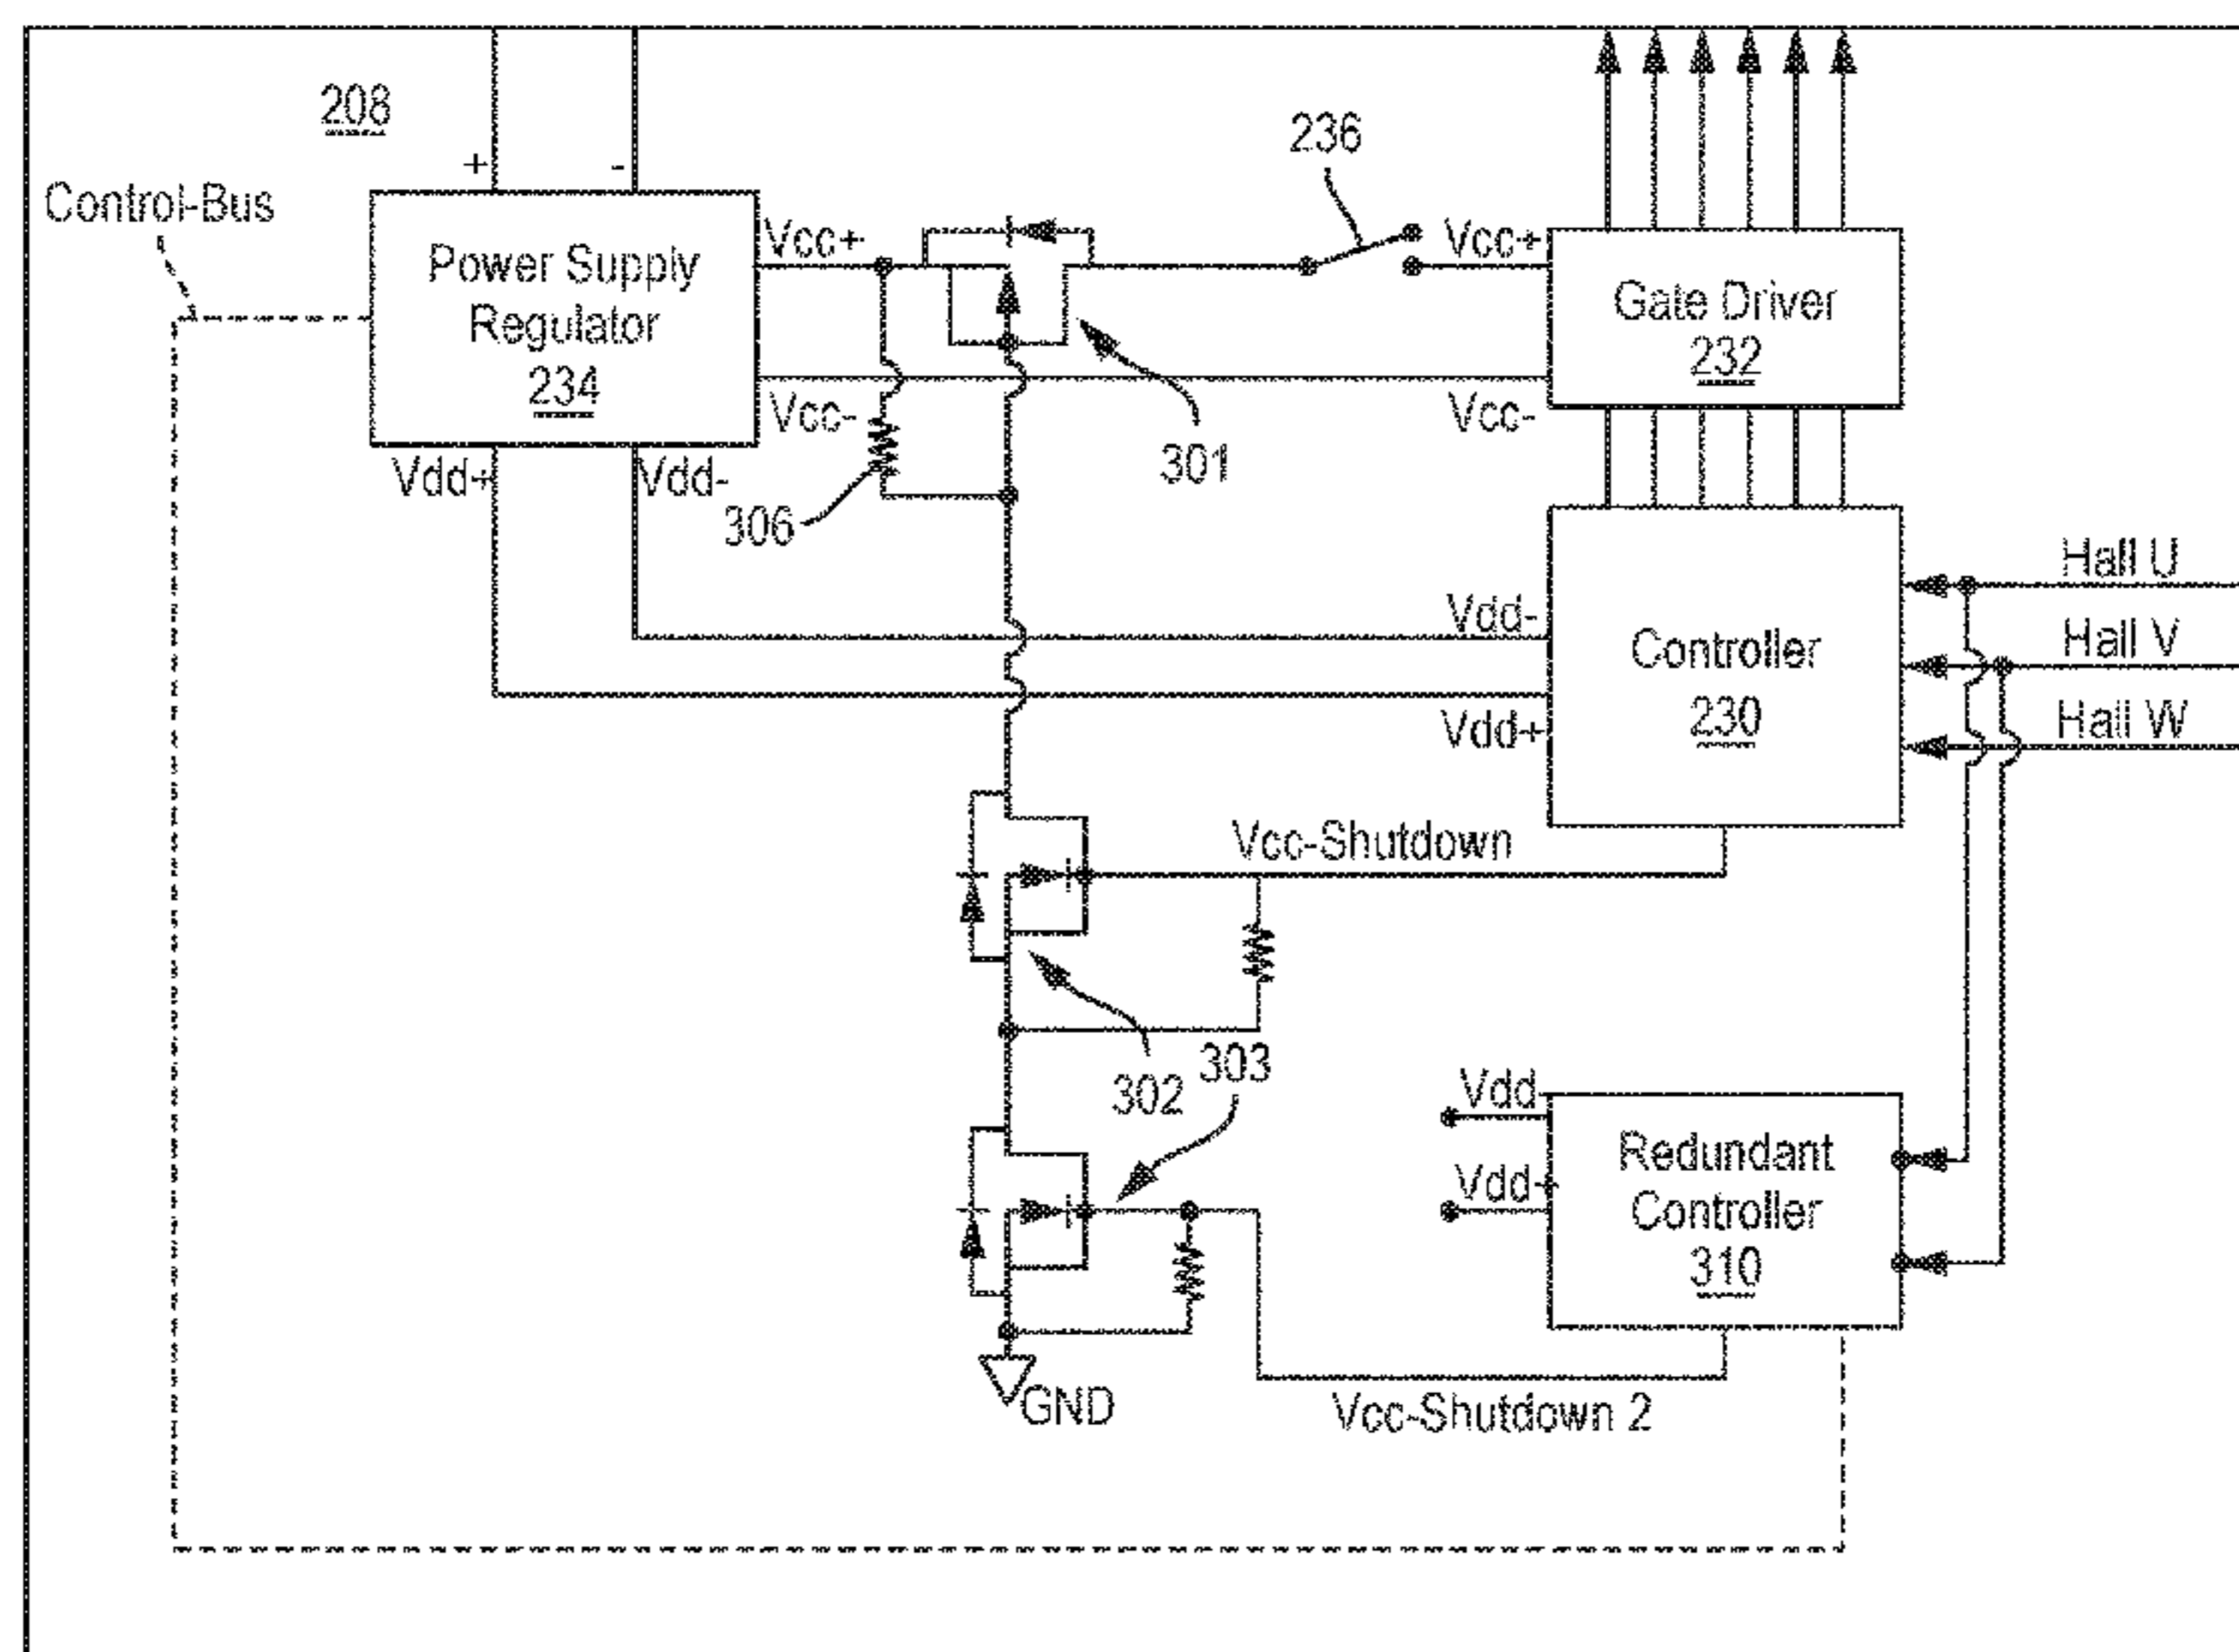 208
+
-
236
Control-Bus
Power Supply
Regulator
234
Vcc+
Vcc+
Gate Driver
232
Vcc-
Vcc-
Vdd+
Vdd-
301
306
Hall U
Vdd-
Controller
230
Hall V
Vdd+
Hall W
Vcc-Shutdown
302
303
Vdd-
Redundant
Controller
310
Vdd+
GND
Vcc-Shutdown 2